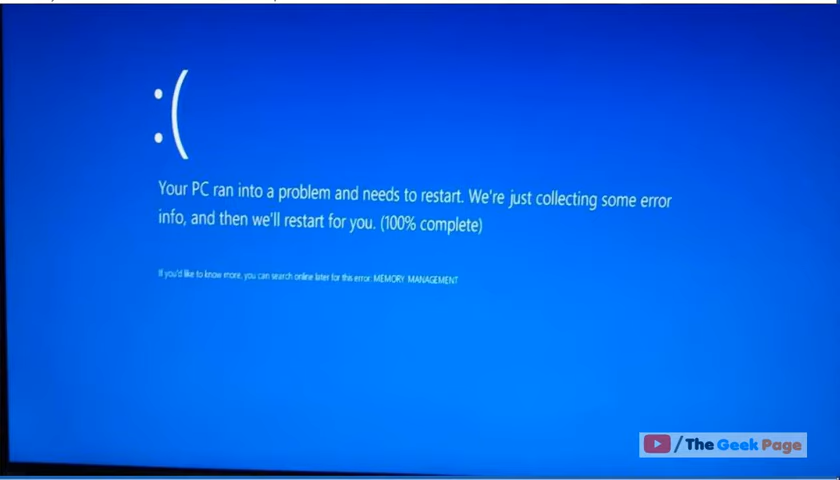 :(
Your PC ran into a problem and needs to restart. We're just collecting some error
info, and then we'll restart for you. (100% complete)
If you'd like to know more, you can search online later for this error: MEMORY MANAGEMENT
/ The Geek Page